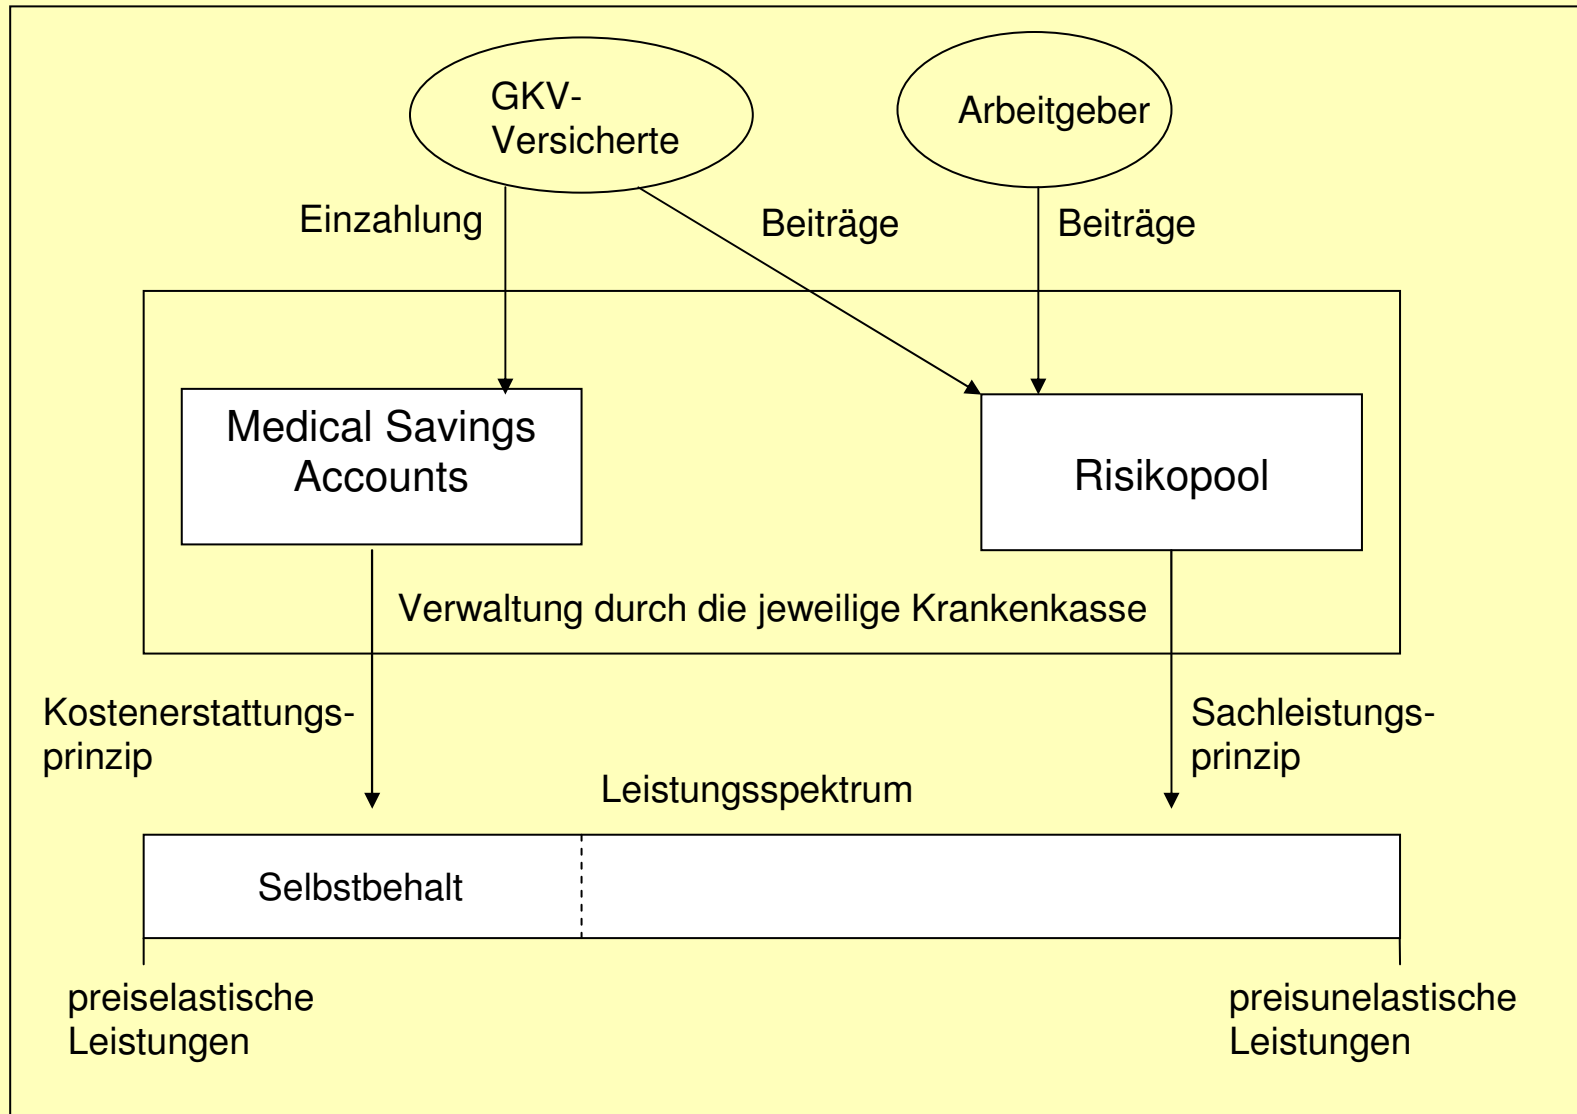 GKV-
Versicherte
Arbeitgeber
Einzahlung
Beiträge
Beiträge
Medical Savings
Accounts
Risikopool
Verwaltung durch die jeweilige Krankenkasse
Kostenerstattungs-
prinzip
Sachleistungs-
prinzip
Leistungsspektrum
Selbstbehalt
preiselastische
Leistungen
preisunelastische
Leistungen